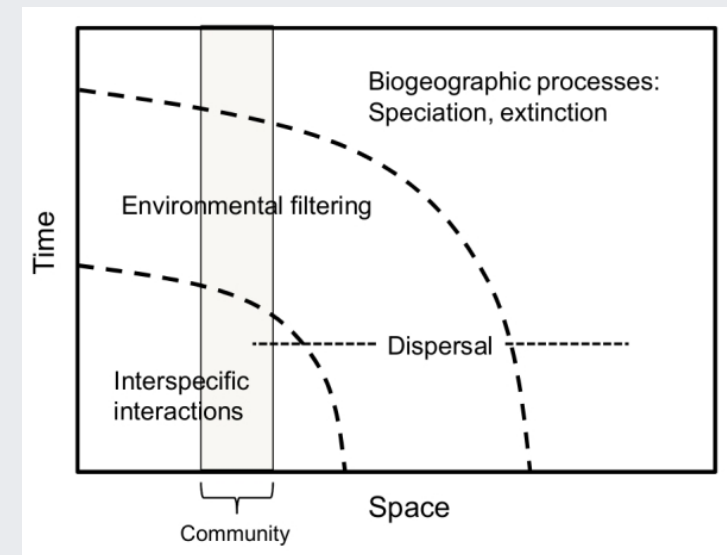 Biogeographic processes:
Speciation, extinction
Environmental filtering
Time
Dispersal
Interspecific
interactions
Space
Community